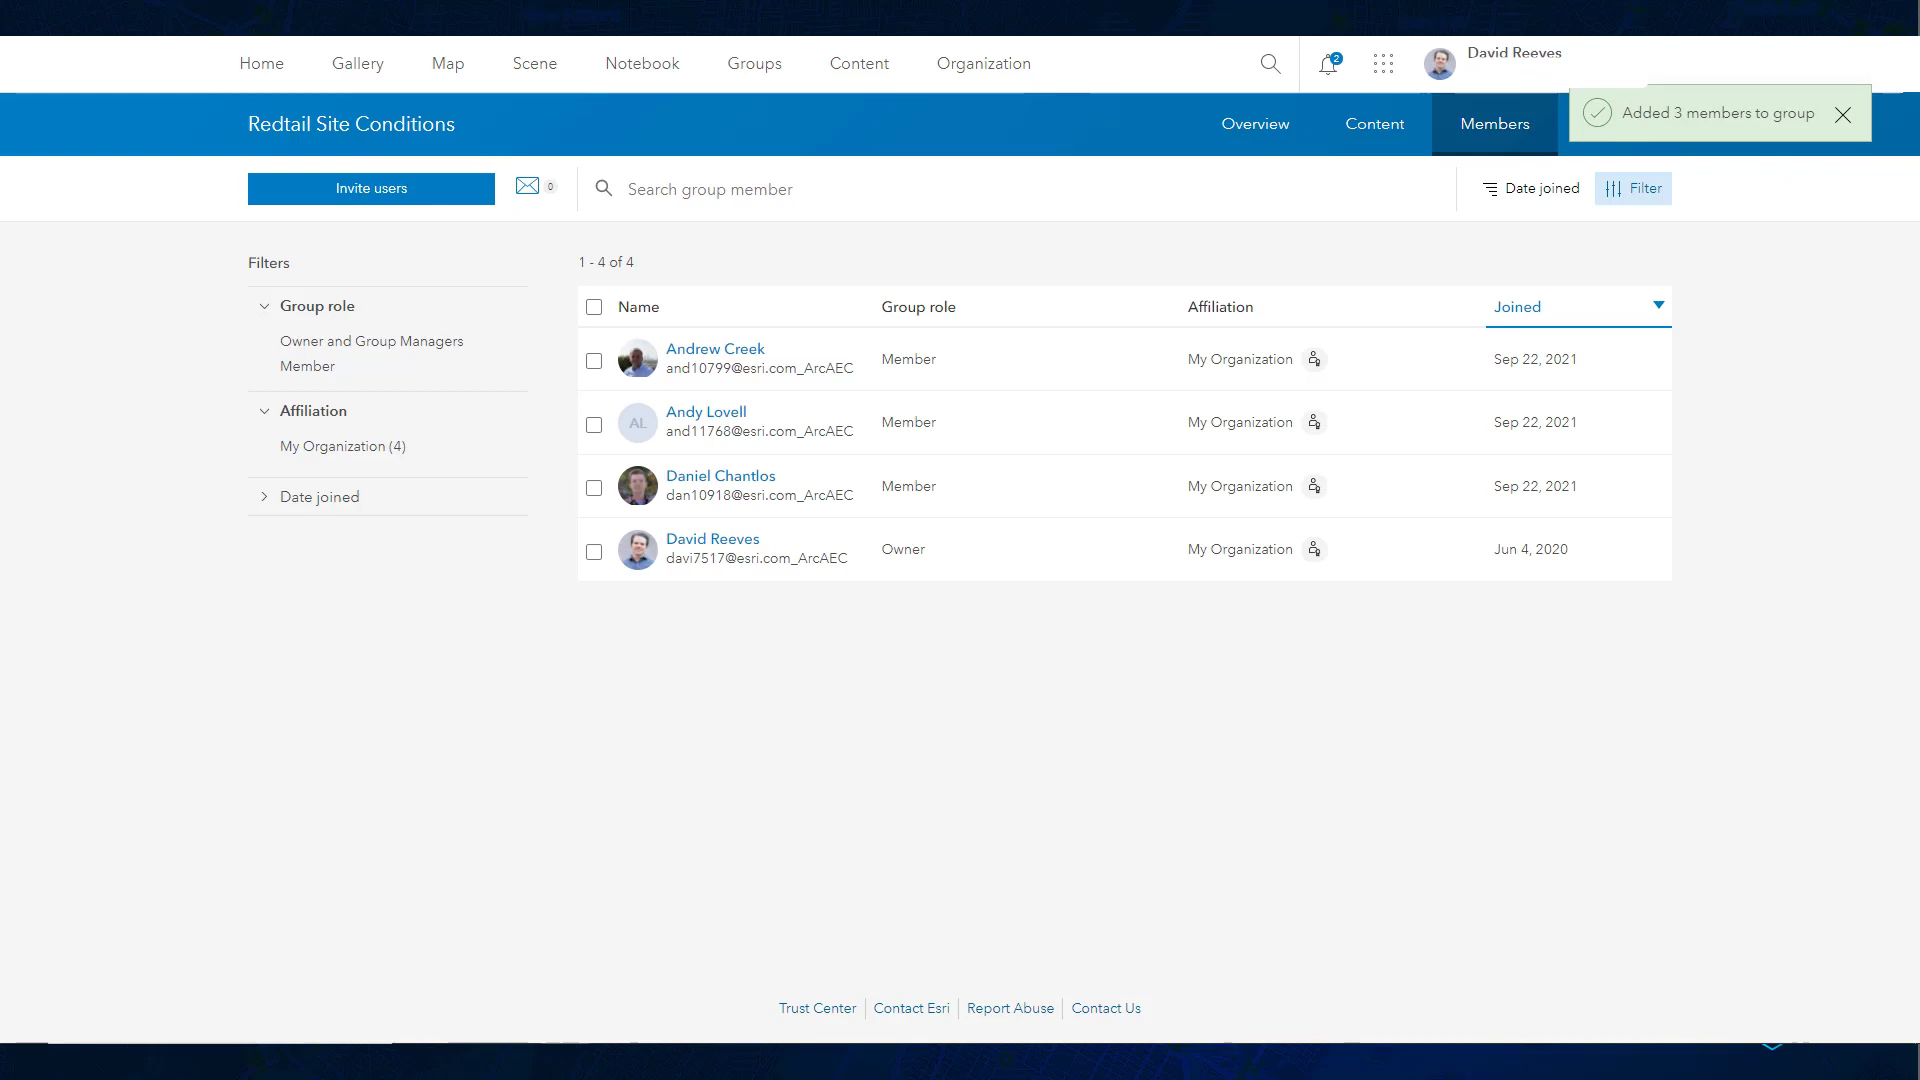 Home Gallery Map Scene Notebook Groups Content Organization 2 David Reeves
Redtail Site Conditions Overview Content Members Added 3 members to group
Invite users 0 Search group member Date joined Filter
Filters
Group role
Owner and Group Managers
Member
Affiliation
My Organization (4)
Date joined
1 - 4 of 4
Name Group role Affiliation Joined
Andrew Creek
and10799@esri.com_ArcAEC Member My Organization Sep 22, 2021
AL Andy Lovell
and11768@esri.com_ArcAEC Member My Organization Sep 22, 2021
Daniel Chantlos
dan10918@esri.com_ArcAEC Member My Organization Sep 22, 2021
David Reeves
davi7517@esri.com_ArcAEC Owner My Organization Jun 4, 2020
Trust Center Contact Esri Report Abuse Contact Us